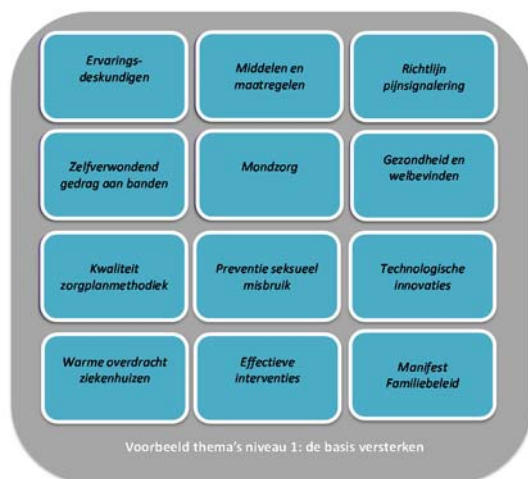 Ervarings-
deskundigen
Middelen en
maatregelen
Richtlijn
pijnsignalering
Zelfverwondend
gedrag aan banden
Mondzorg
Gezondheid en
welbevinden
Kwaliteit
zorgplanmethodiek
Preventie seksueel
misbruik
Technologische
innovaties
Warme overdracht
ziekenhuizen
Effectieve
interventies
Manifest
Familiebeleid
Voorbeeld thema's niveau 1: de basis versterken